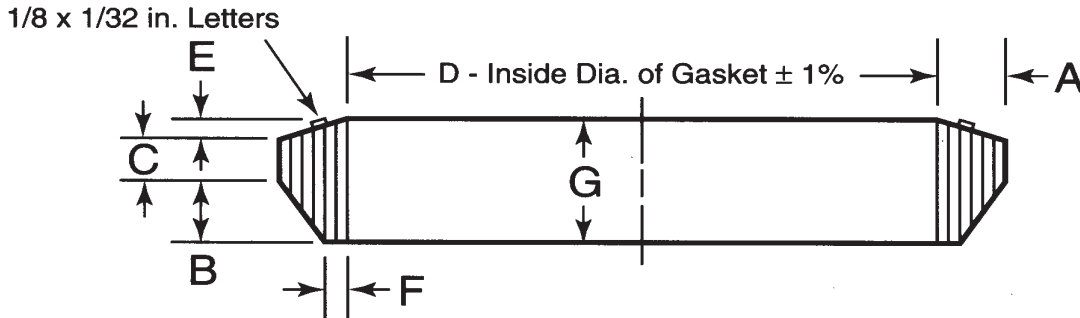 1/8 x 1/32 in. Letters
E
D - Inside Dia. of Gasket ± 1%
A
C
G
B
F